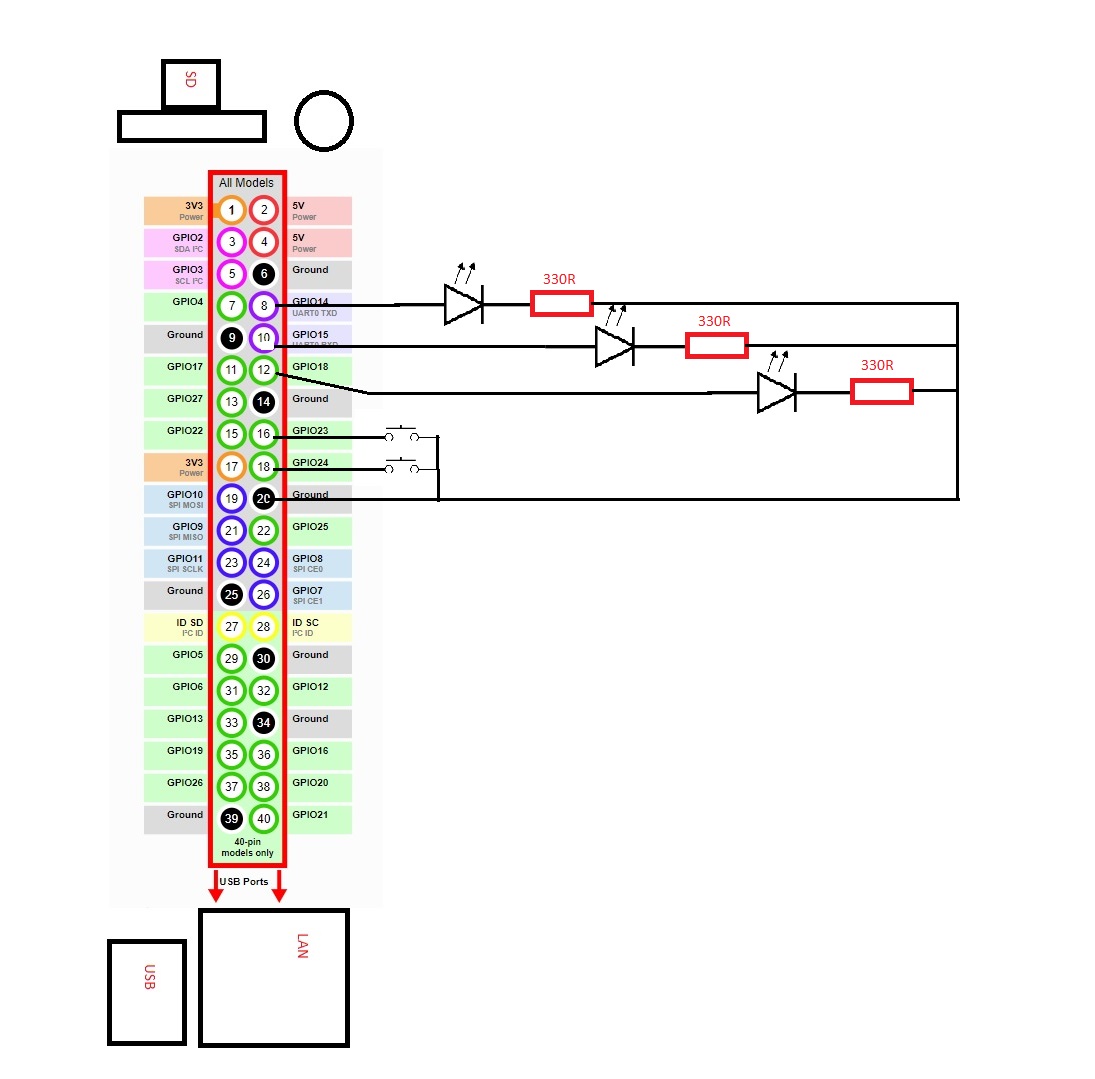 SD
All Models
3V3 1 2 5V
Power Power
GPIO2 3 4 5V
SDA I²C Power
GPIO3 5 6 Ground
SCL I²C
330R
GPIO4 7 8 GPIO14
UART0 TXD
330R
Ground 9 10 GPIO15
UART0 RXD
330R
GPIO17 11 12 GPIO18
GPIO27 13 14 Ground
GPIO22 15 16 GPIO23
3V3 17 18 GPIO24
Power
GPIO10 19 20 Ground
SPI MOSI
GPIO9 21 22 GPIO25
SPI MISO
GPIO11 23 24 GPIO8
SPI SCLK SPI CE0
Ground 25 26 GPIO7
SPI CE1
ID SD 27 28 ID SC
I²C ID I²C ID
GPIO5 29 30 Ground
GPIO6 31 32 GPIO12
GPIO13 33 34 Ground
GPIO19 35 36 GPIO16
GPIO26 37 38 GPIO20
Ground 39 40 GPIO21
40-pin
models only
USB Ports
LAN
USB